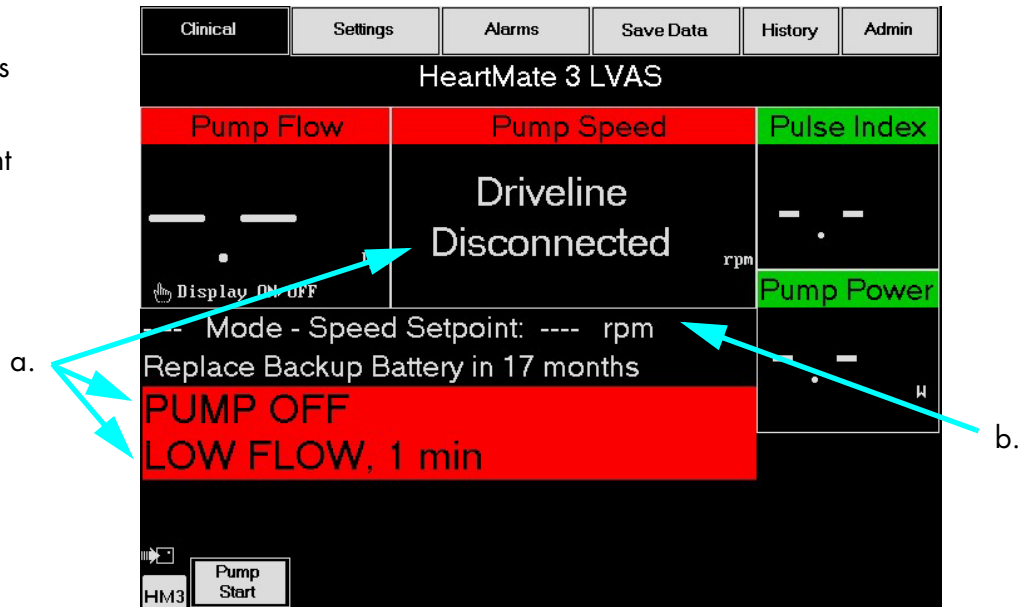 Clinical Settings Alarms Save Data History Admin
s
HeartMate 3 LVAS
Pump Flow Pump Speed Pulse Index
nt
Driveline
Disconnected
-- -- . rpm - . -
Display ON/OFF
Pump Power
---- Mode - Speed Setpoint: ---- rpm
a.
Replace Backup Battery in 17 months
- . -
W
PUMP OFF
b.
LOW FLOW, 1 min
Pump
Start
HM3